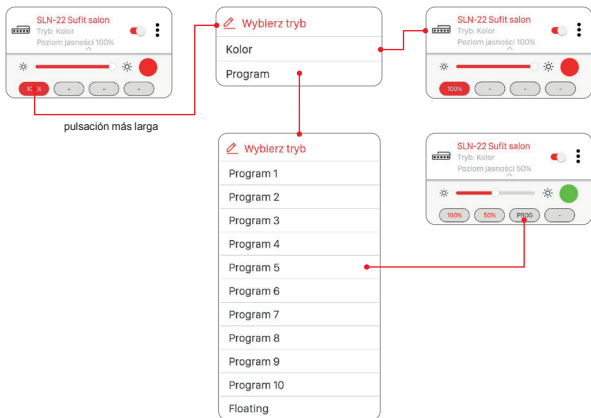 SLN-22 Sufit salon
Tryb: Kolor
Poziom jasności 100%
100%
-
-
-
pulsación más larga
Wybierz tryb
Kolor
Program
SLN-22 Sufit salon
Tryb: Kolor
Poziom jasności 100%
100%
-
-
-
Wybierz tryb
Program 1
Program 2
Program 3
Program 4
Program 5
Program 6
Program 7
Program 8
Program 9
Program 10
Floating
SLN-22 Sufit salon
Tryb: Kolor
Poziom jasności 50%
100%
50%
PROG
-